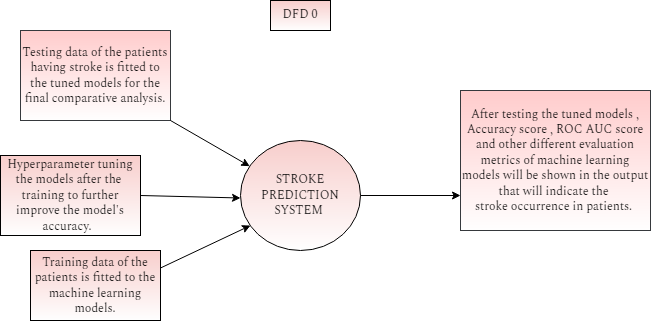 DFD 0
Testing data of the patients
having stroke is fitted to
the tuned models for the
final comparative analysis.
Hyperparameter tuning
the models after the
training to further
improve the model's
accuracy.
Training data of the
patients is fitted to the
machine learning
models.
STROKE
PREDICTION
SYSTEM
After testing the tuned models ,
Accuracy score , ROC AUC score
and other different evaluation
metrics of machine learning
models will be shown in the output
that will indicate the
stroke occurrence in patients.